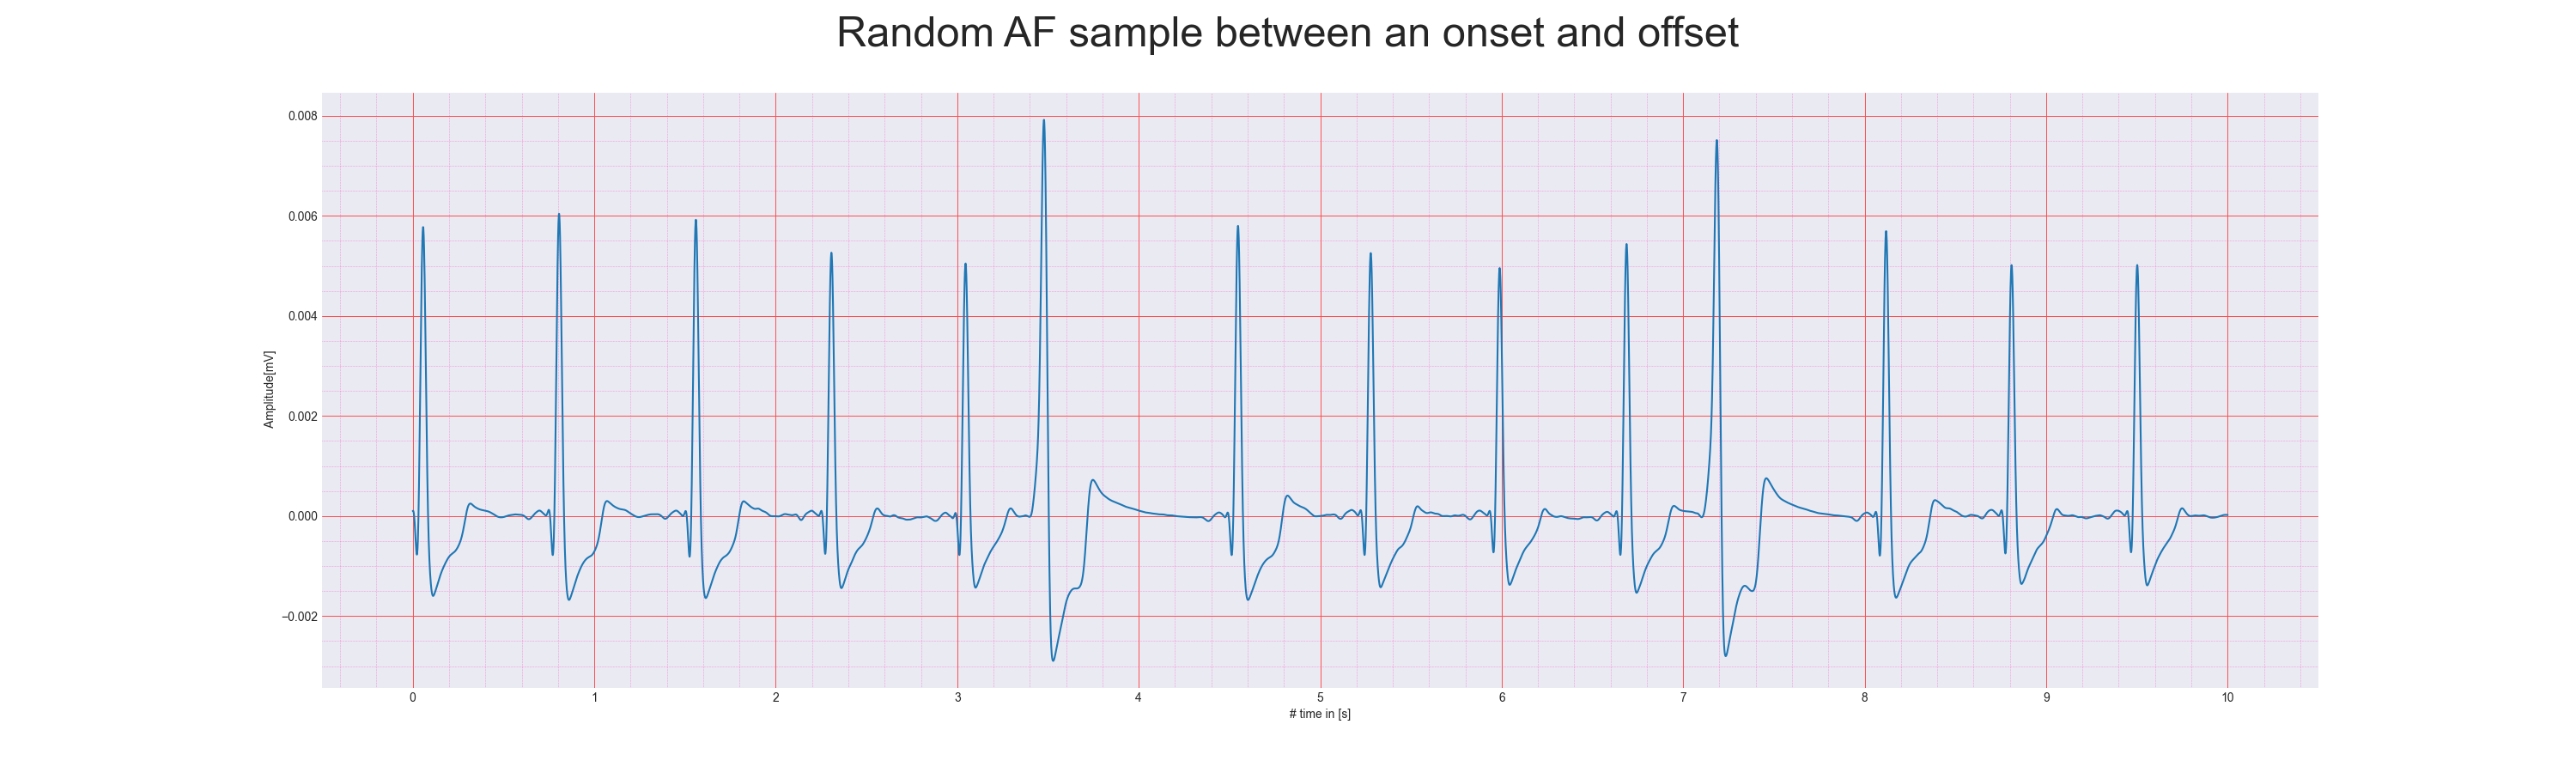 Random AF sample between an onset and offset
0.008
0.006
0.004
0.002
0.000
−0.002
Amplitude[mV]
0 1 2 3 4 5 6 7 8 9 10
# time in [s]